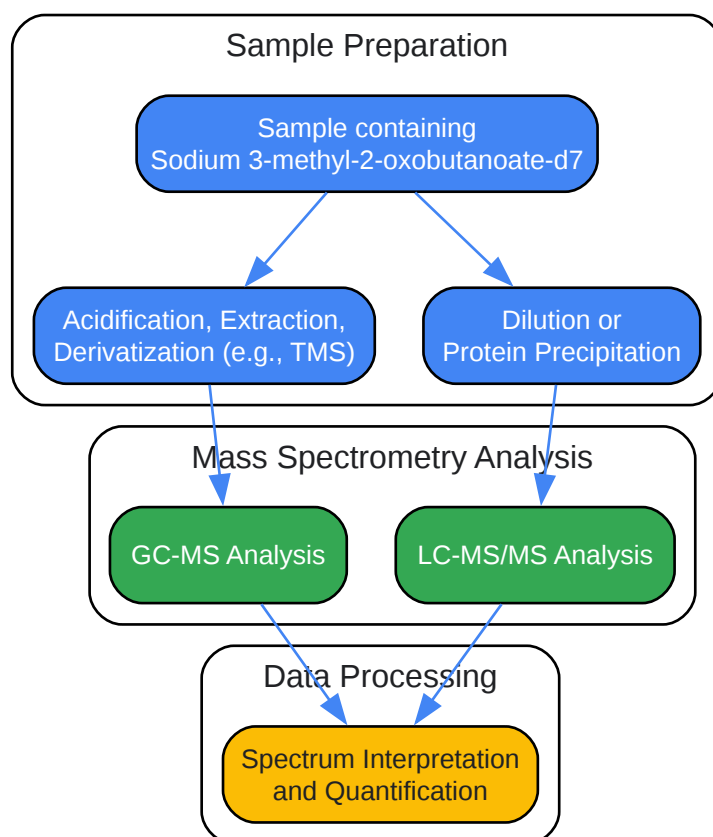 Sample Preparation
Sample containing
Sodium 3-methyl-2-oxobutanoate-d7
Acidification, Extraction,
Derivatization (e.g., TMS)
Dilution or
Protein Precipitation
Mass Spectrometry Analysis
GC-MS Analysis
LC-MS/MS Analysis
Data Processing
Spectrum Interpretation
and Quantification